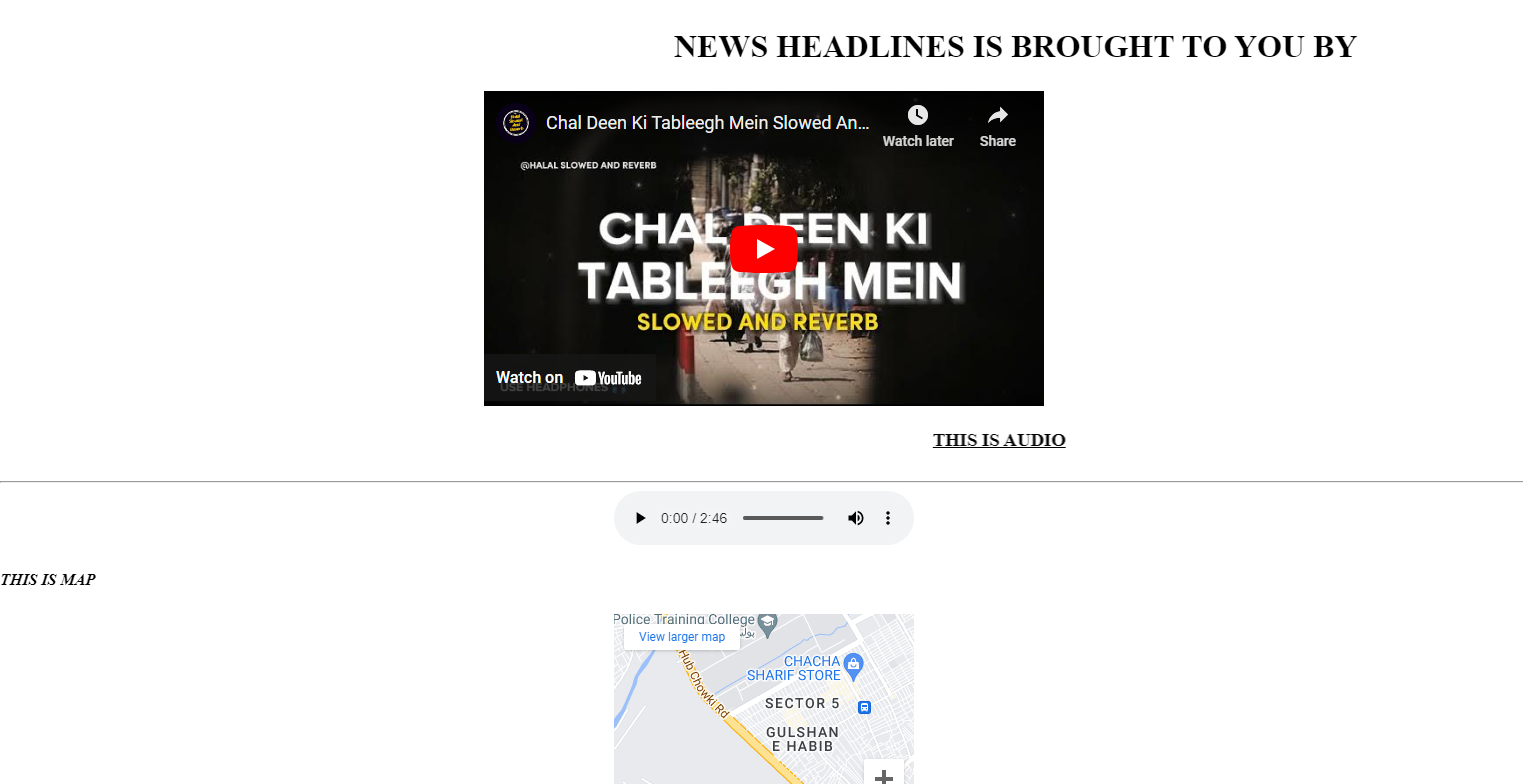 NEWS HEADLINES IS BROUGHT TO YOU BY
Chal Deen Ki Tableegh Mein Slowed An...
Watch later
Share
@HALAL SLOWED AND REVERB
CHAL DEEN KI
TABLEEGH MEIN
SLOWED AND REVERB
Watch on YouTube
USE HEADPHONES
THIS IS AUDIO
0:00 / 2:46
THIS IS MAP
Police Training College
View larger map
Hub Chowki Rd
CHACHA
SHARIF STORE
SECTOR 5
GULSHAN
E HABIB